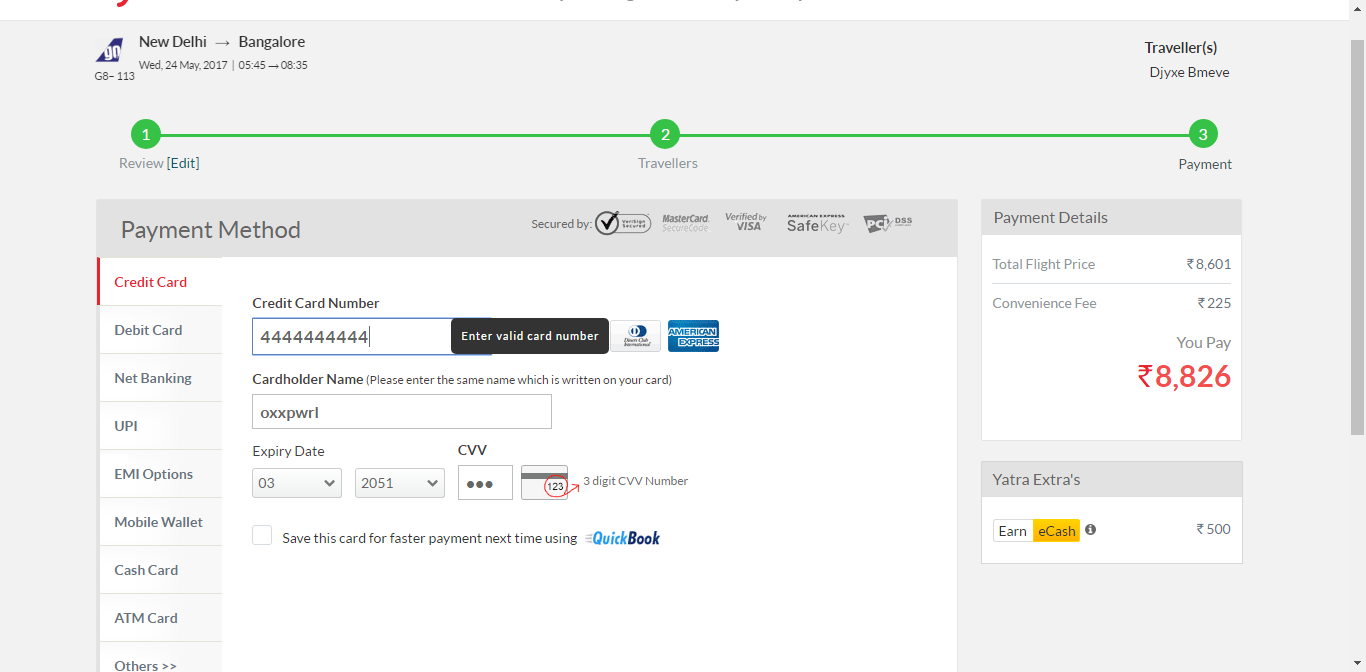 New Delhi → Bangalore
go
G8– 113
Wed, 24 May, 2017 | 05:45 → 08:35
Traveller(s)
Djyxe Bmeve
1
2
3
Review [Edit]
Travellers
Payment
Payment Method
Secured by:
VeriSign Secured
MasterCard. SecureCode
Verified by VISA
AMERICAN EXPRESS SafeKey
PCI DSS
Credit Card
Debit Card
Net Banking
UPI
EMI Options
Mobile Wallet
Cash Card
ATM Card
Others >>
Credit Card Number
4444444444
Enter valid card number
Diners Club International
AMERICAN EXPRESS
Cardholder Name (Please enter the same name which is written on your card)
oxxpwrl
Expiry Date
CVV
03
2051
●●●
123
3 digit CVV Number
Save this card for faster payment next time using QuickBook
Payment Details
Total Flight Price ₹8,601
Convenience Fee ₹225
You Pay
₹8,826
Yatra Extra's
Earn eCash ₹500